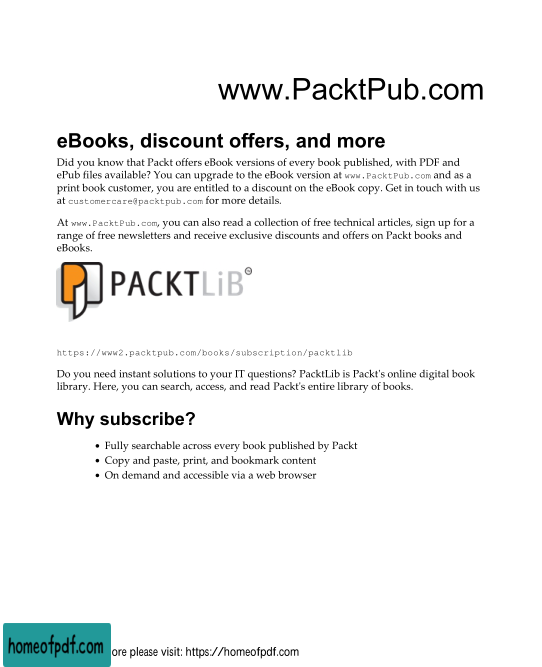 www.PacktPub.com
eBooks, discount offers, and more
Did you know that Packt offers eBook versions of every book published, with PDF and
ePub files available? You can upgrade to the eBook version at www.PacktPub.com and as a
print book customer, you are entitled to a discount on the eBook copy. Get in touch with us
at customercare@packtpub.com for more details.
At www.PacktPub.com, you can also read a collection of free technical articles, sign up for a
range of free newsletters and receive exclusive discounts and offers on Packt books and
eBooks.
PACKTLiB®
https://www2.packtpub.com/books/subscription/packtlib
Do you need instant solutions to your IT questions? PacktLib is Packt's online digital book
library. Here, you can search, access, and read Packt's entire library of books.
Why subscribe?
• Fully searchable across every book published by Packt
• Copy and paste, print, and bookmark content
• On demand and accessible via a web browser
homeofpdf.com ore please visit: https://homeofpdf.com